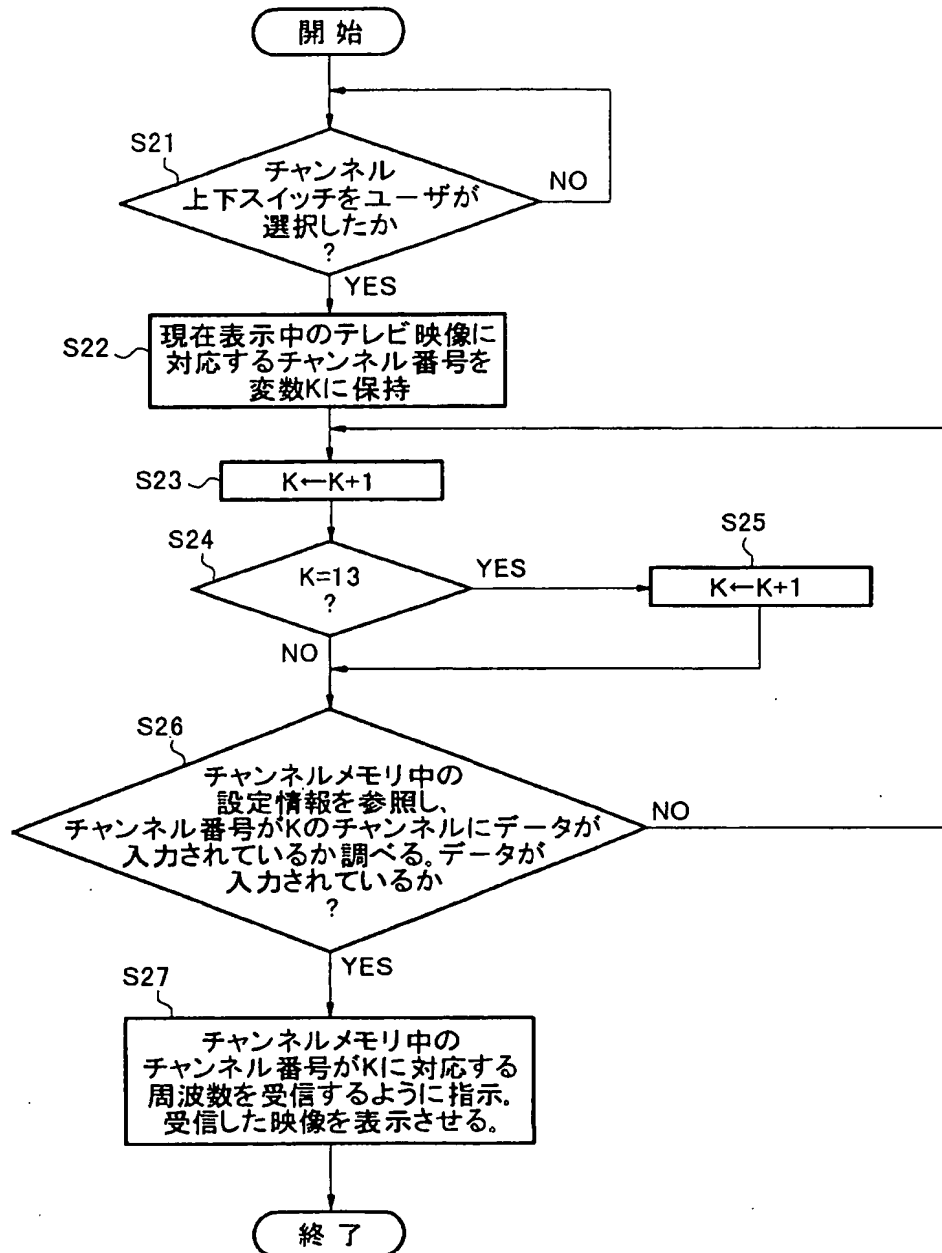 開始
S21
チャンネル
上下スイッチをユーザが
選択したか
?
NO
YES
S22
現在表示中のテレビ映像に
対応するチャンネル番号を
変数Kに保持
S23
K←K+1
S24
K=13
?
YES
NO
S25
K←K+1
S26
チャンネルメモリ中の
設定情報を参照し、
チャンネル番号がKのチャンネルにデータが
入力されているか調べる。データが
入力されているか
?
NO
YES
S27
チャンネルメモリ中の
チャンネル番号がKに対応する
周波数を受信するように指示.
受信した映像を表示させる。
終了